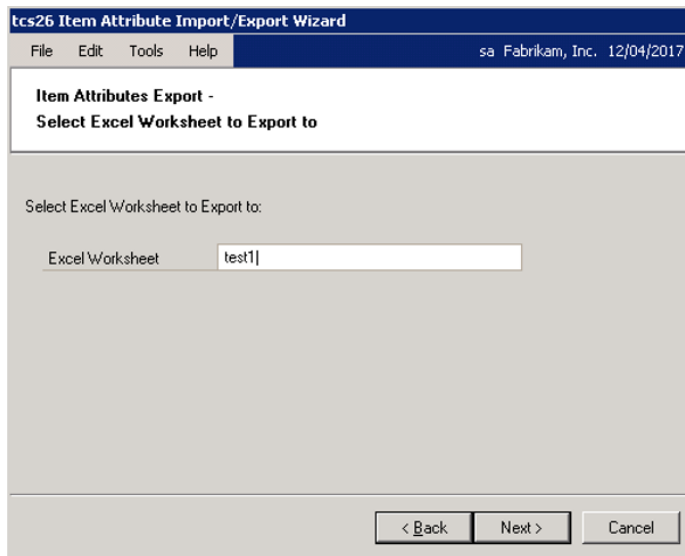 tcs26 Item Attribute Import/Export Wizard
File Edit Tools Help sa Fabrikam, Inc. 12/04/2017
Item Attributes Export -
Select Excel Worksheet to Export to
Select Excel Worksheet to Export to:
Excel Worksheet test1
< Back Next > Cancel